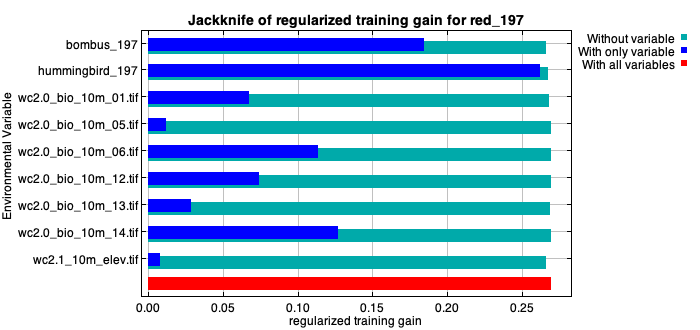 Jackknife of regularized training gain for red_197
Without variable
With only variable
With all variables
Environmental Variable
bombus_197
hummingbird_197
wc2.0_bio_10m_01.tif
wc2.0_bio_10m_05.tif
wc2.0_bio_10m_06.tif
wc2.0_bio_10m_12.tif
wc2.0_bio_10m_13.tif
wc2.0_bio_10m_14.tif
wc2.1_10m_elev.tif
0.00 0.05 0.10 0.15 0.20 0.25
regularized training gain